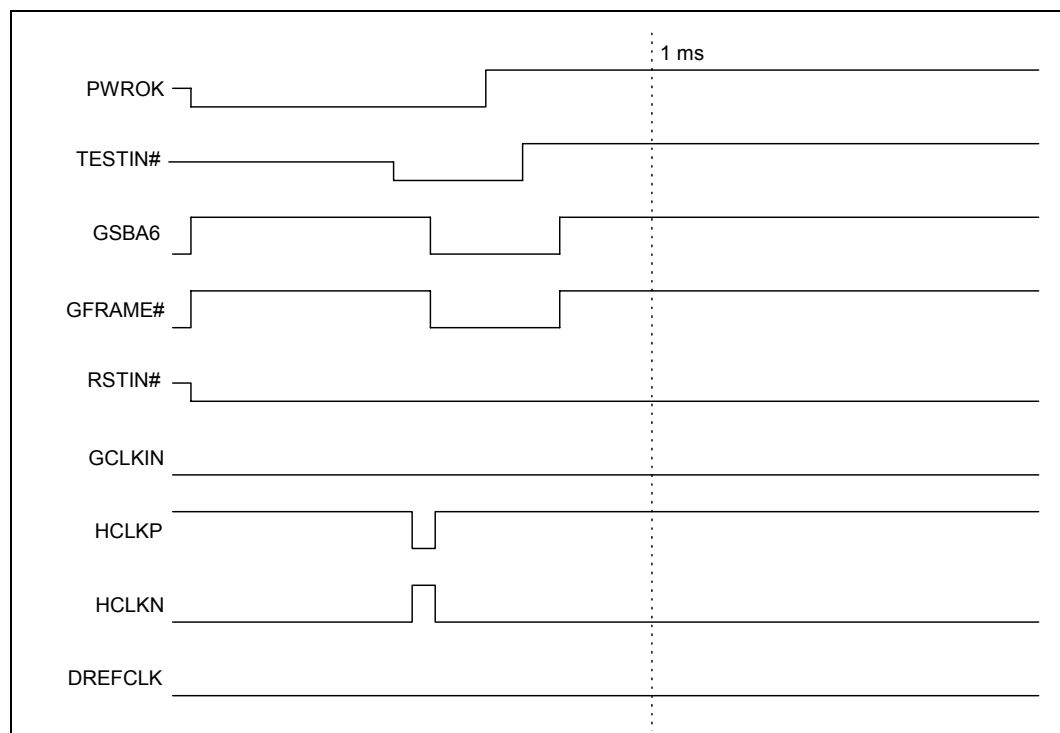 1 ms
PWROK
TESTIN#
GSBA6
GFRAME#
RSTIN#
GCLKIN
HCLKP
HCLKN
DREFCLK